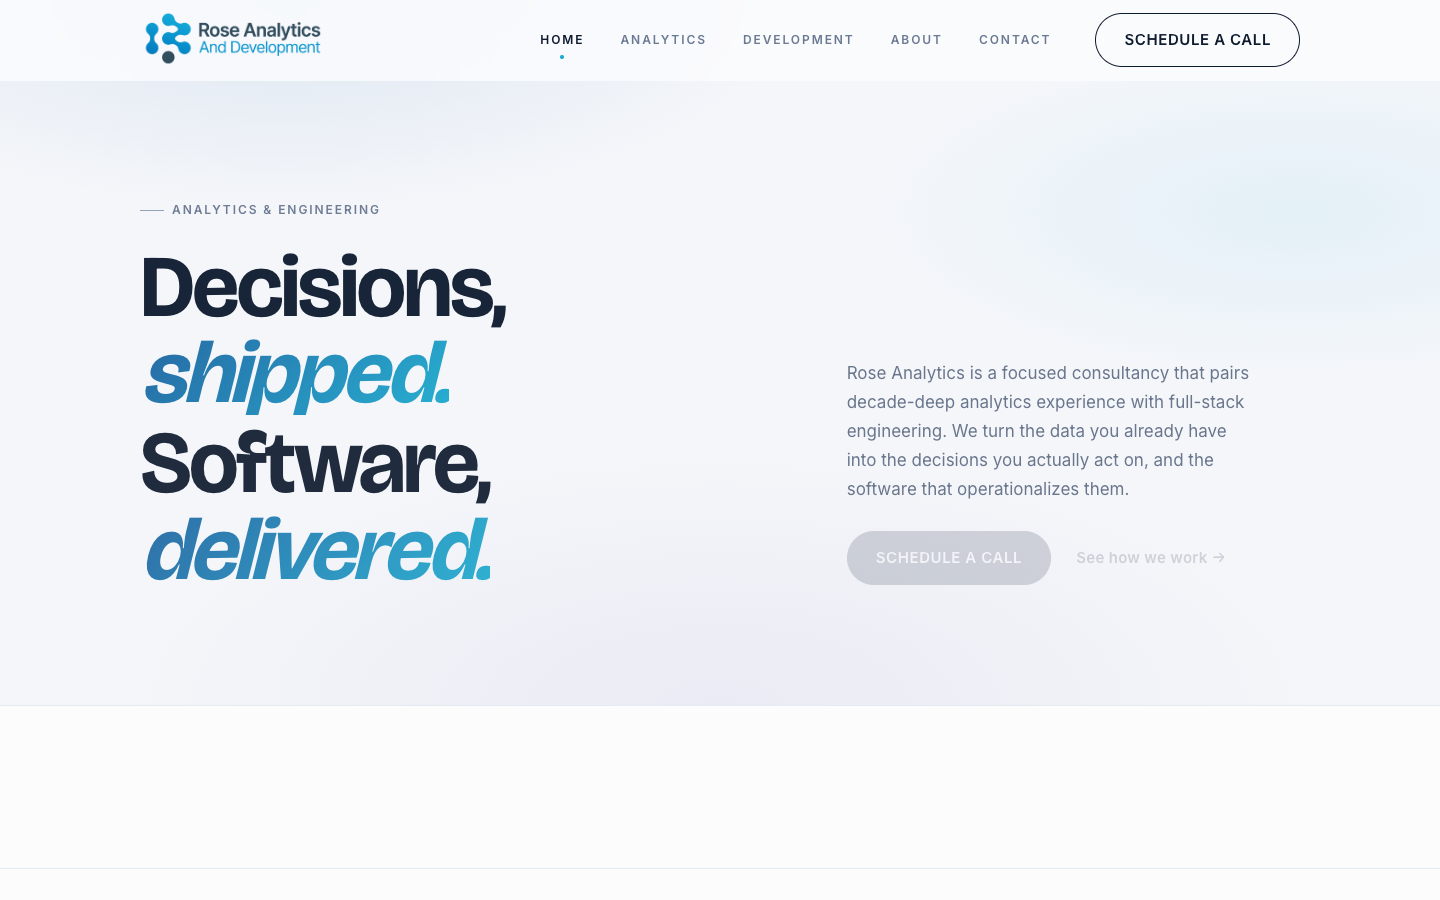 Rose Analytics
And Development
HOME
ANALYTICS
DEVELOPMENT
ABOUT
CONTACT
SCHEDULE A CALL
ANALYTICS & ENGINEERING
Decisions,
shipped.
Software,
delivered.
Rose Analytics is a focused consultancy that pairs
decade-deep analytics experience with full-stack
engineering. We turn the data you already have
into the decisions you actually act on, and the
software that operationalizes them.
SCHEDULE A CALL
See how we work →